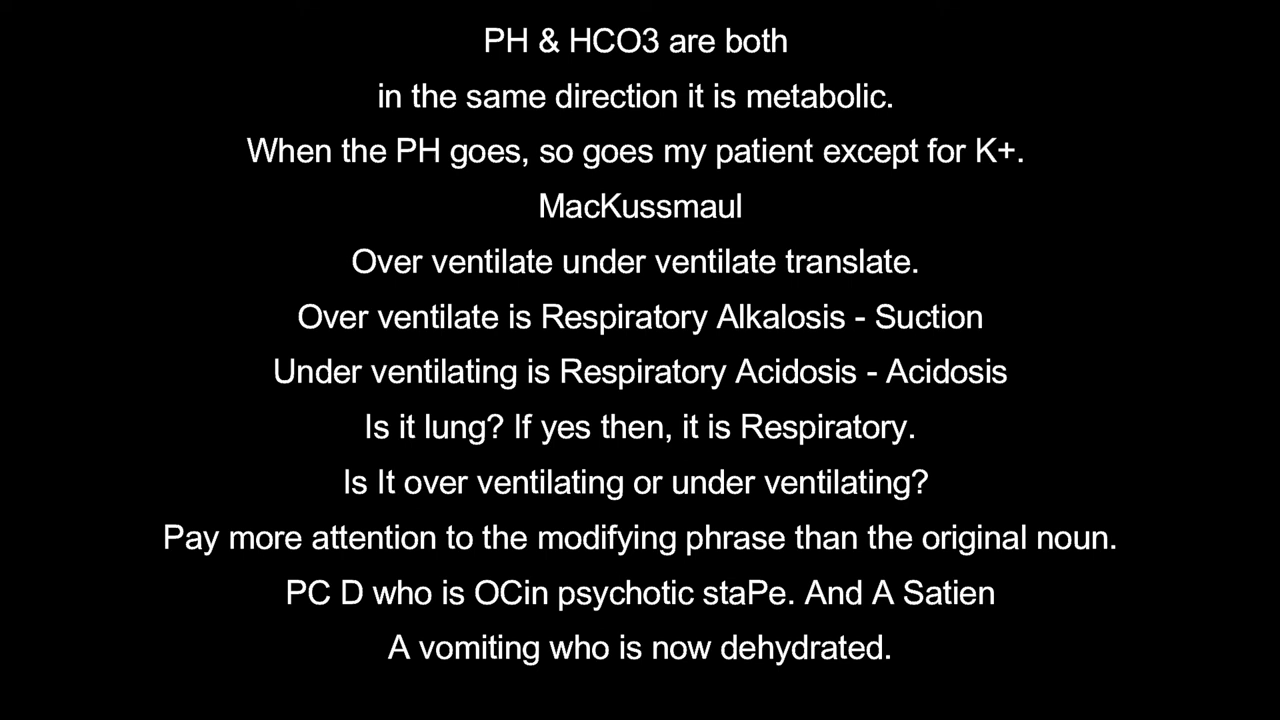 PH & HCO3 are both
in the same direction it is metabolic.
When the PH goes, so goes my patient except for K+.
MacKussmaul
Over ventilate under ventilate translate.
Over ventilate is Respiratory Alkalosis - Suction
Under ventilating is Respiratory Acidosis - Acidosis
Is it lung? If yes then, it is Respiratory.
Is It over ventilating or under ventilating?
Pay more attention to the modifying phrase than the original noun.
PC D who is OCin psychotic staPe. And A Satien
A vomiting who is now dehydrated.